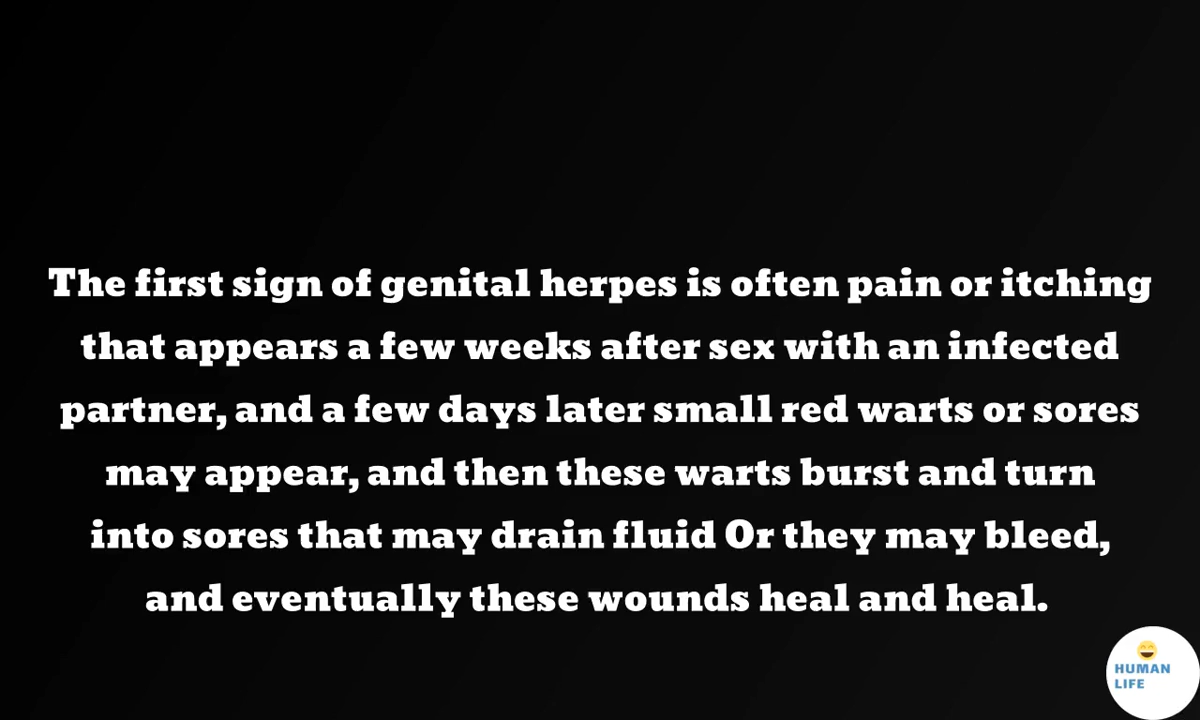 The first sign of genital herpes is often pain or itching
that appears a few weeks after sex with an infected
partner, and a few days later small red warts or sores
may appear, and then these warts burst and turn
into sores that may drain fluid Or they may bleed,
and eventually these wounds heal and heal.
HUMAN
LIFE